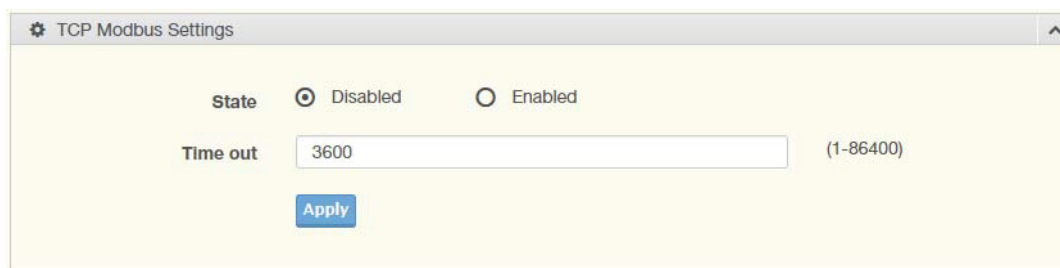 TCP Modbus Settings
State Disabled Enabled
Time out 3600 (1-86400)
Apply